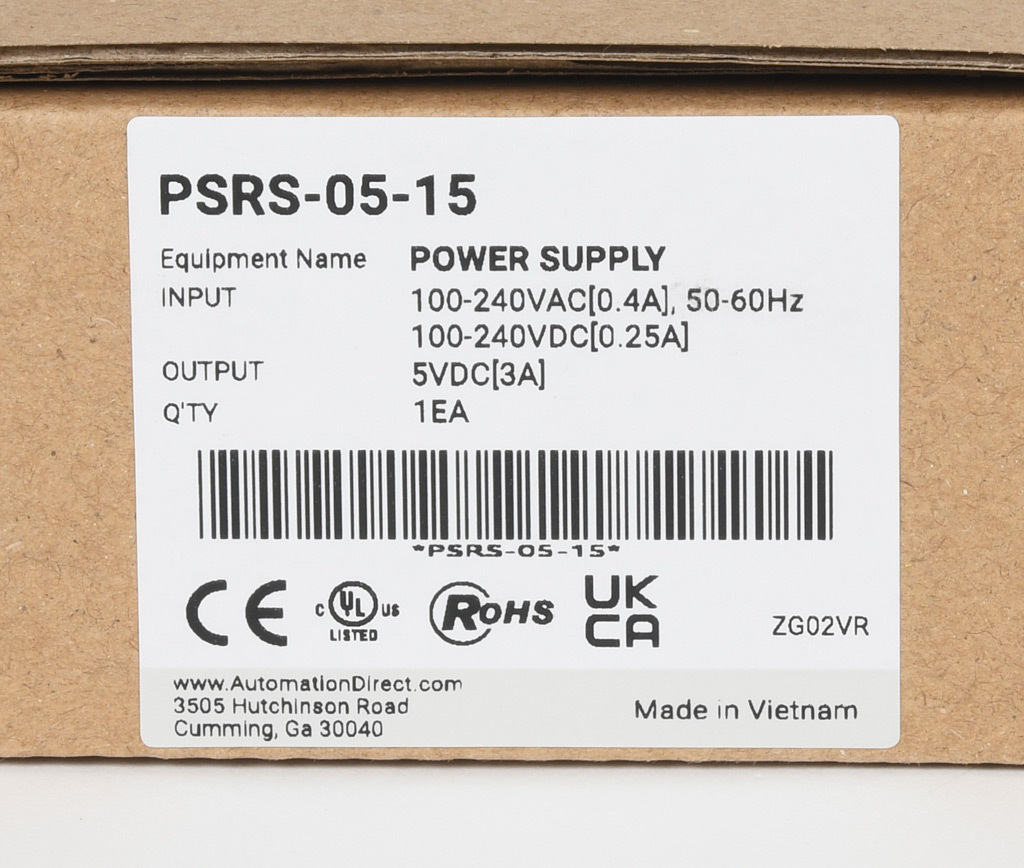 PSRS-05-15
Equipment Name POWER SUPPLY
INPUT 100-240VAC[0.4A], 50-60Hz
100-240VDC[0.25A]
OUTPUT 5VDC[3A]
Q'TY 1EA
*PSRS-05-15*
CE
C UL US
LISTED
RoHS
UK
CA
ZG02VR
www.AutomationDirect.com
3505 Hutchinson Road
Cumming, Ga 30040
Made in Vietnam